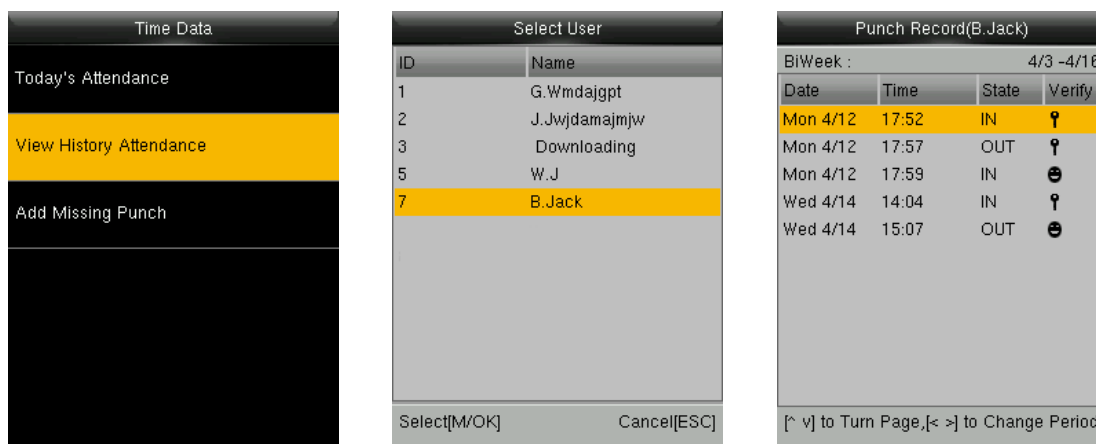 Time Data
Today's Attendance
View History Attendance
Add Missing Punch
Select User
ID Name
1 G.Wmdajgpt
2 J.Jwjdamajmjw
3 Downloading
5 W.J
7 B.Jack
Select[M/OK] Cancel[ESC]
Punch Record(B.Jack)
BiWeek : 4/3 -4/16
Date Time State Verify
Mon 4/12 17:52 IN
Mon 4/12 17:57 OUT
Mon 4/12 17:59 IN
Wed 4/14 14:04 IN
Wed 4/14 15:07 OUT
[^ v] to Turn Page,[< >] to Change Period